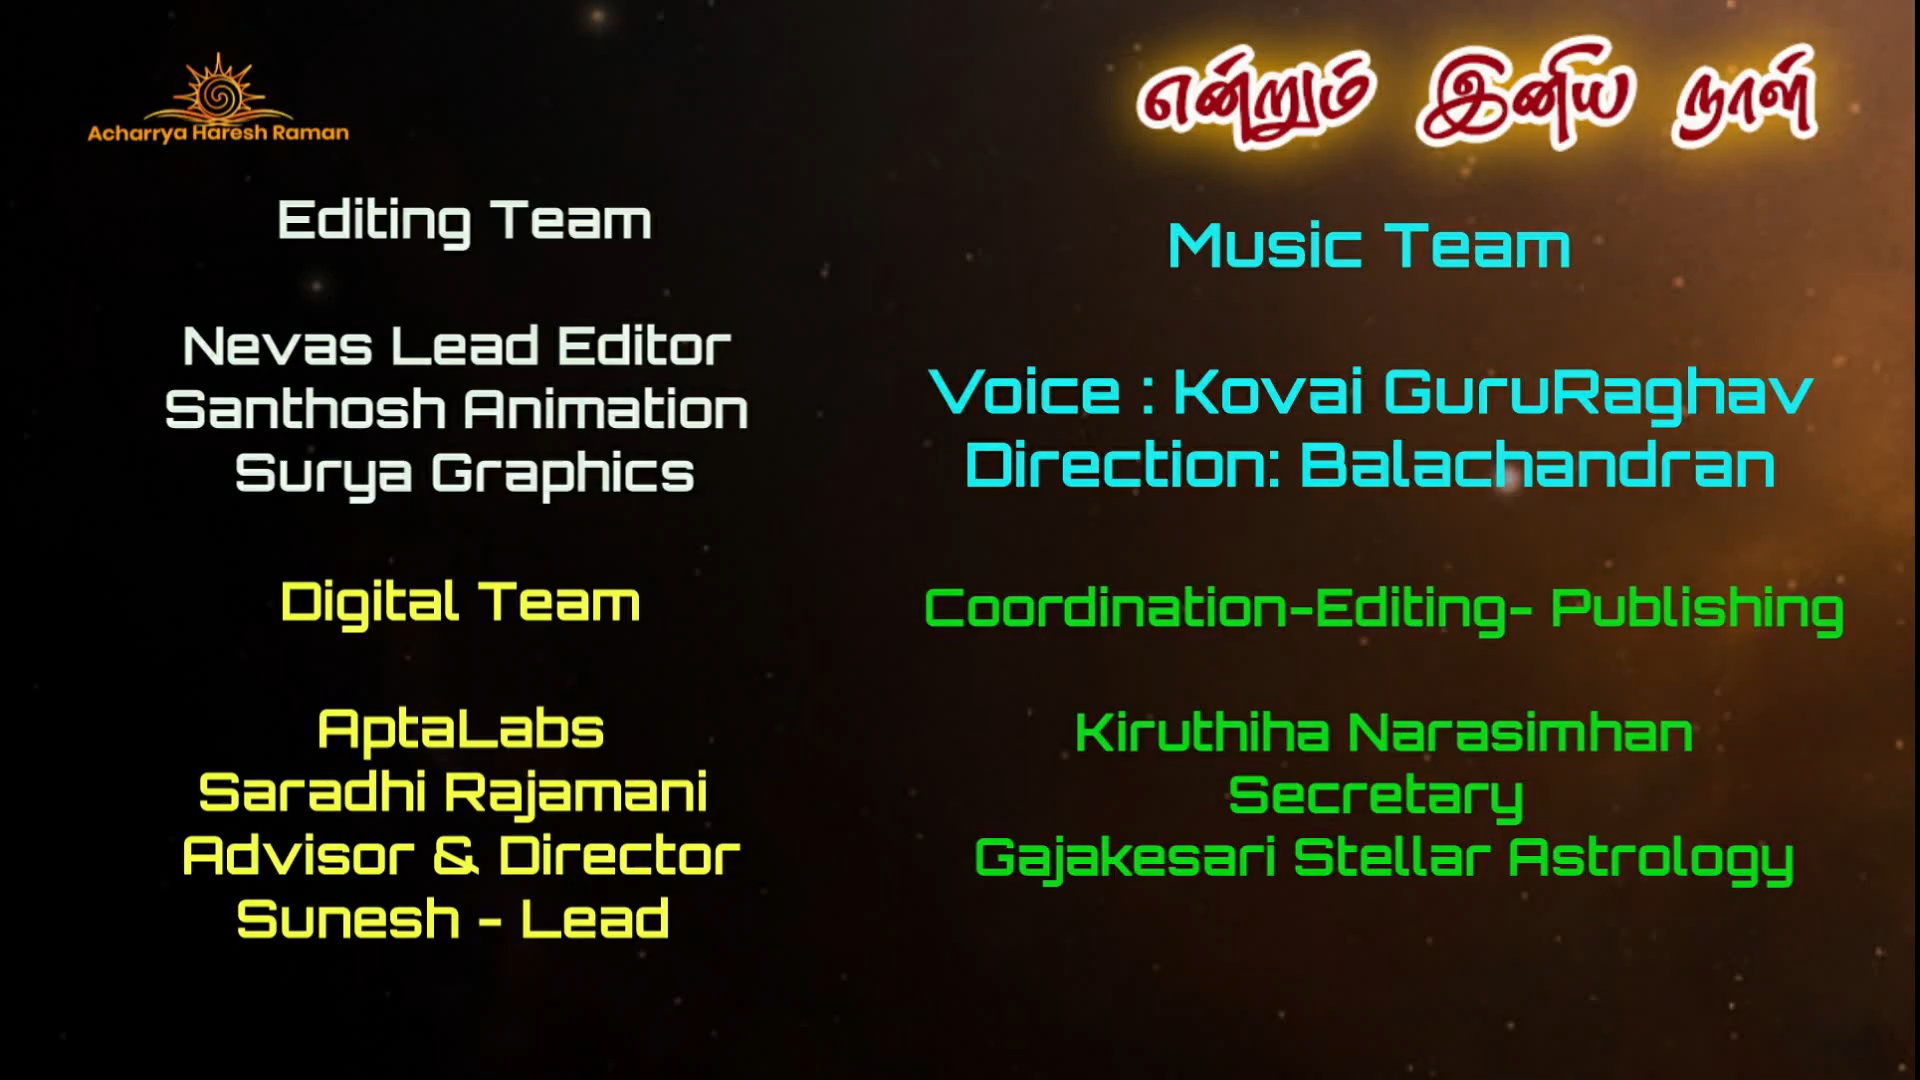 Acharrya Haresh Raman
என்றும் இனிய நாள்
Editing Team
Nevas Lead Editor
Santhosh Animation
Surya Graphics
Digital Team
AptaLabs
Saradhi Rajamani
Advisor & Director
Sunesh - Lead
Music Team
Voice : Kovai GuruRaghav
Direction: Balachandran
Coordination-Editing- Publishing
Kiruthiha Narasimhan
Secretary
Gajakesari Stellar Astrology